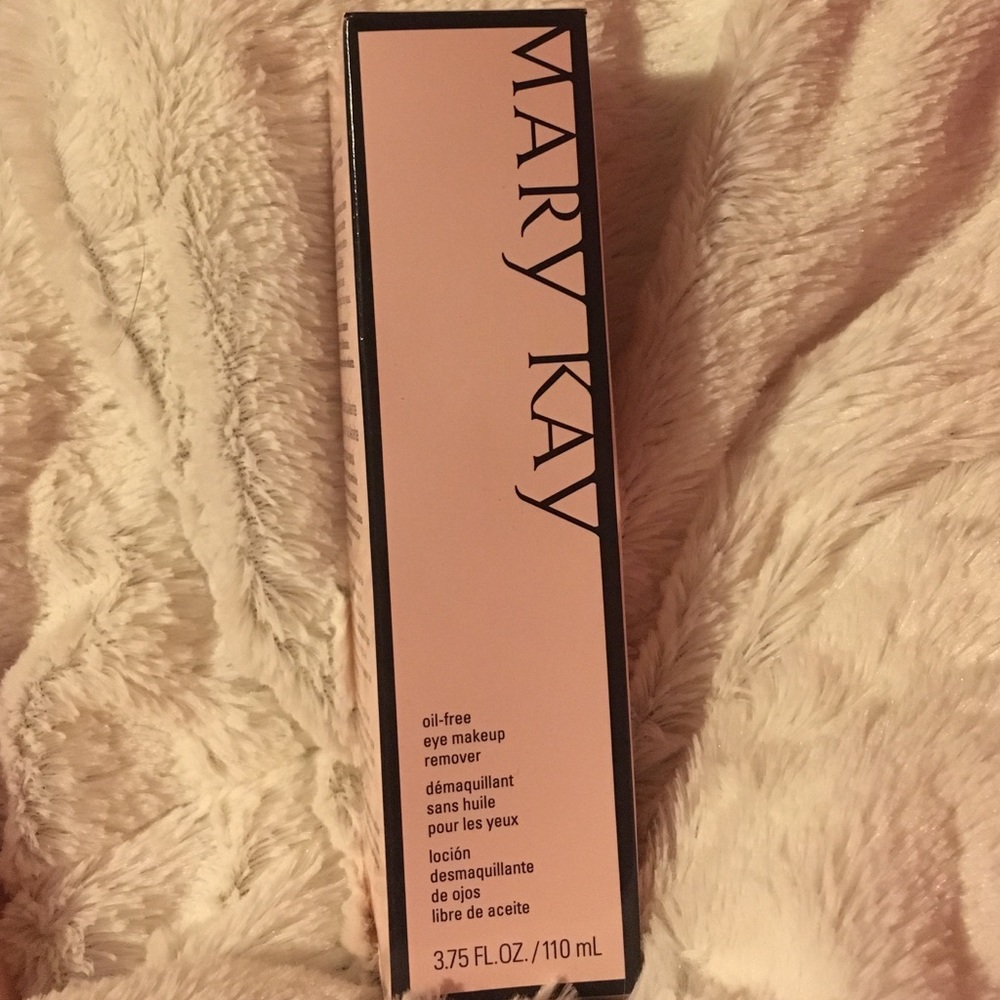 MARY KAY
oil-free
eye makeup
remover
démaquillant
sans huile
pour les yeux
loción
desmaquillante
de ojos
libre de aceite
3.75 FL.OZ./110 mL